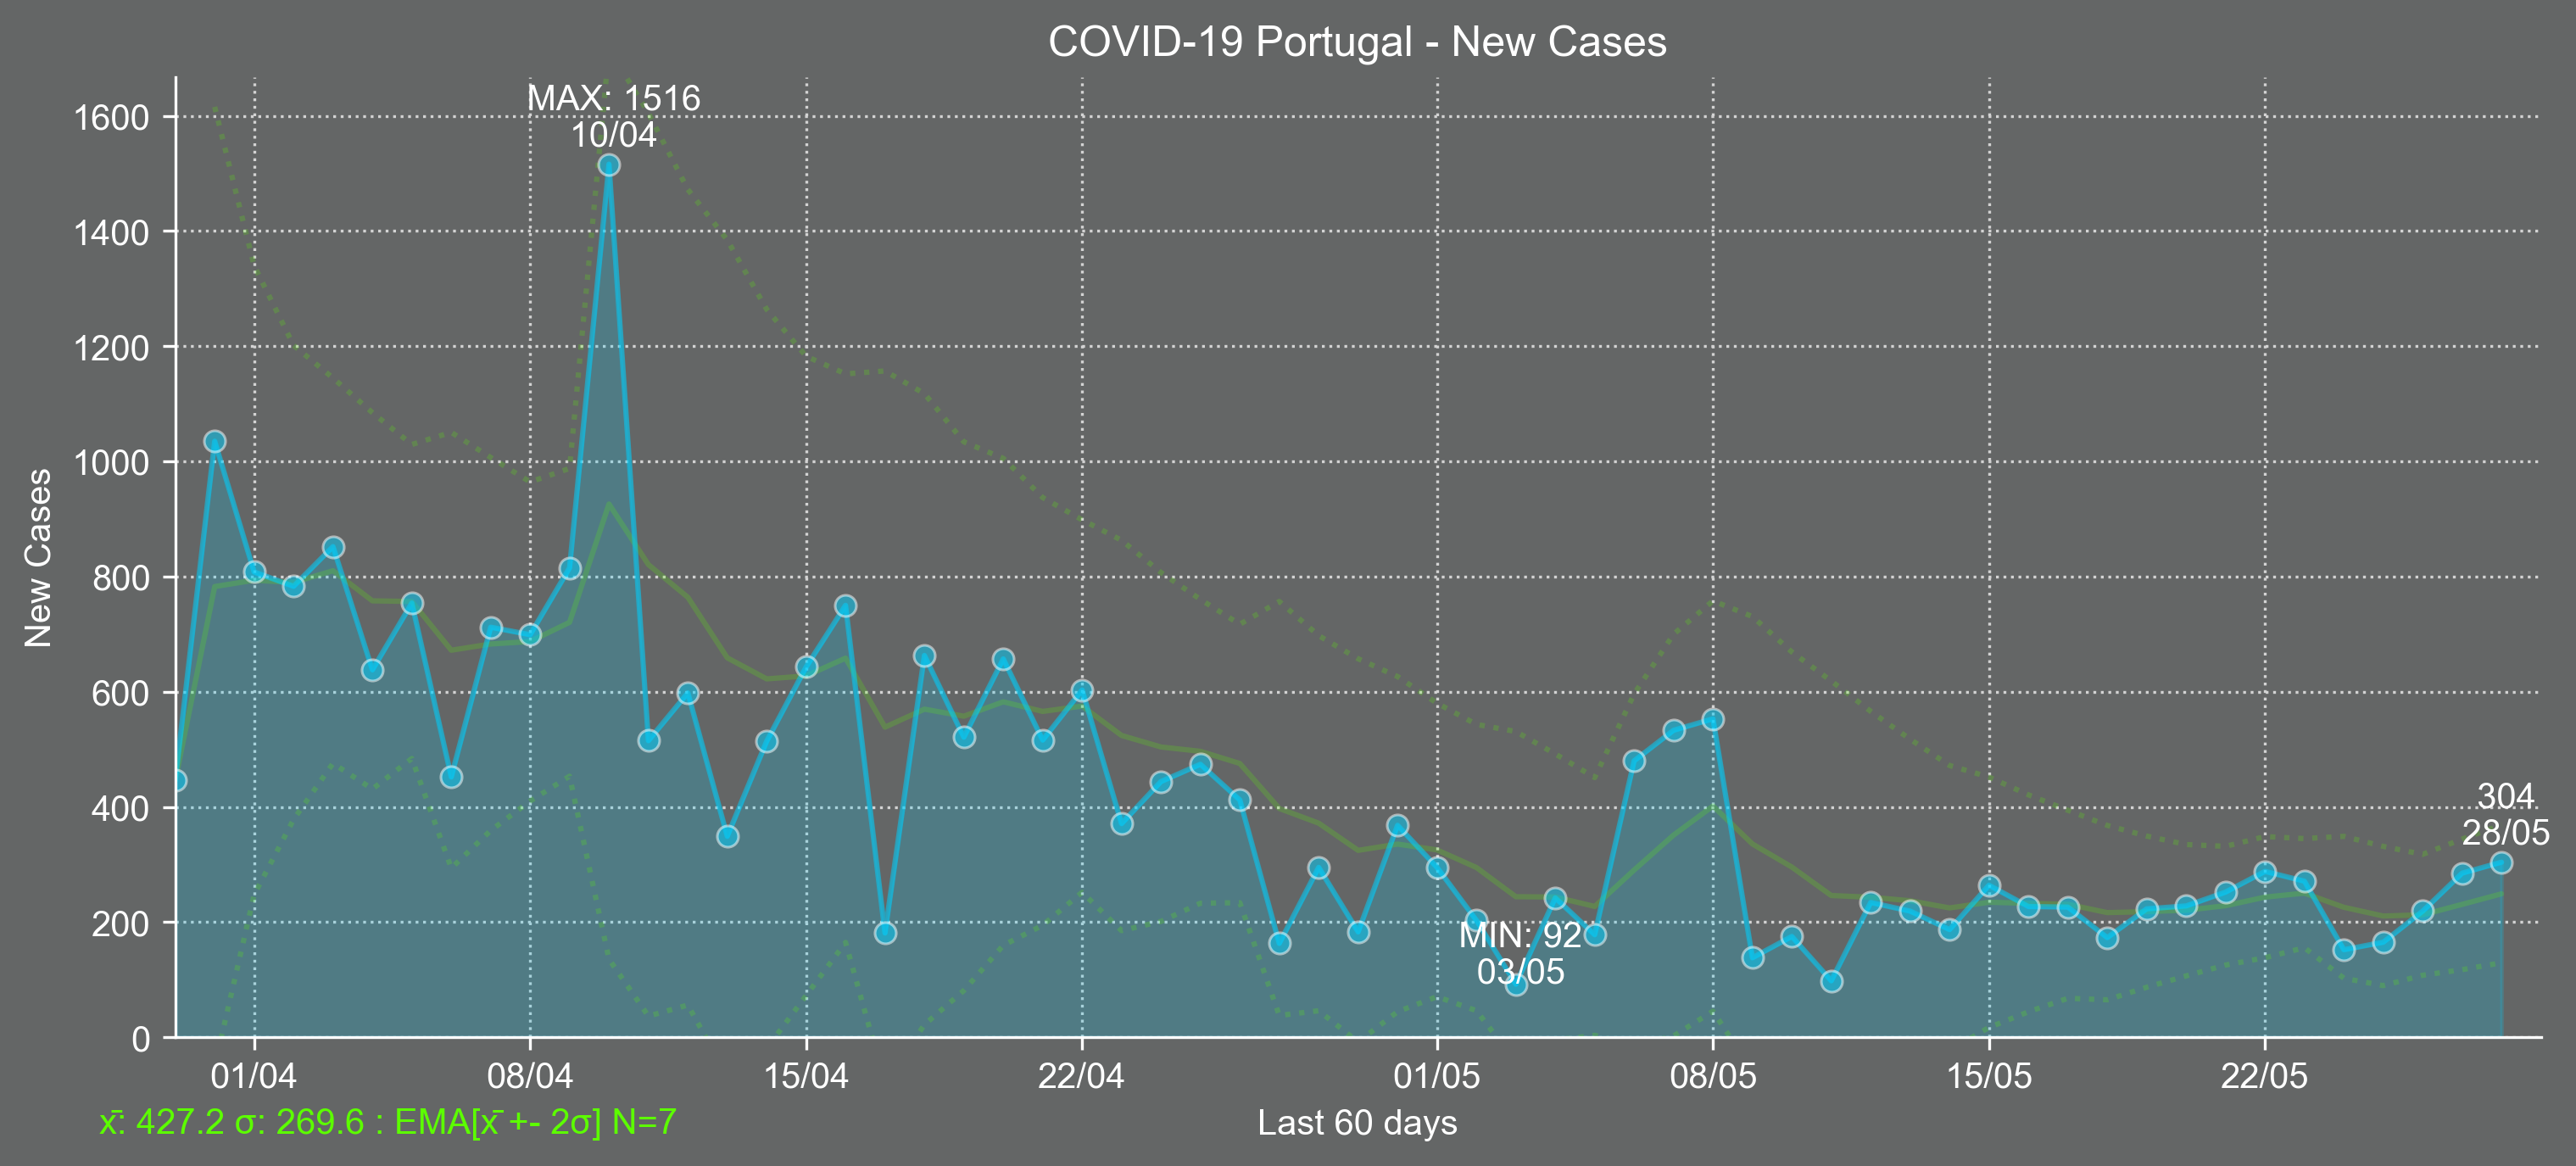 COVID-19 Portugal - New Cases
MAX: 1516
10/04
1600
1400
1200
1000
800
600
400
200
0
New Cases
304
28/05
MIN: 92
03/05
01/04 08/04 15/04 22/04 01/05 08/05 15/05 22/05
x̄: 427.2 σ: 269.6 : EMA[x̄ +- 2σ] N=7
Last 60 days